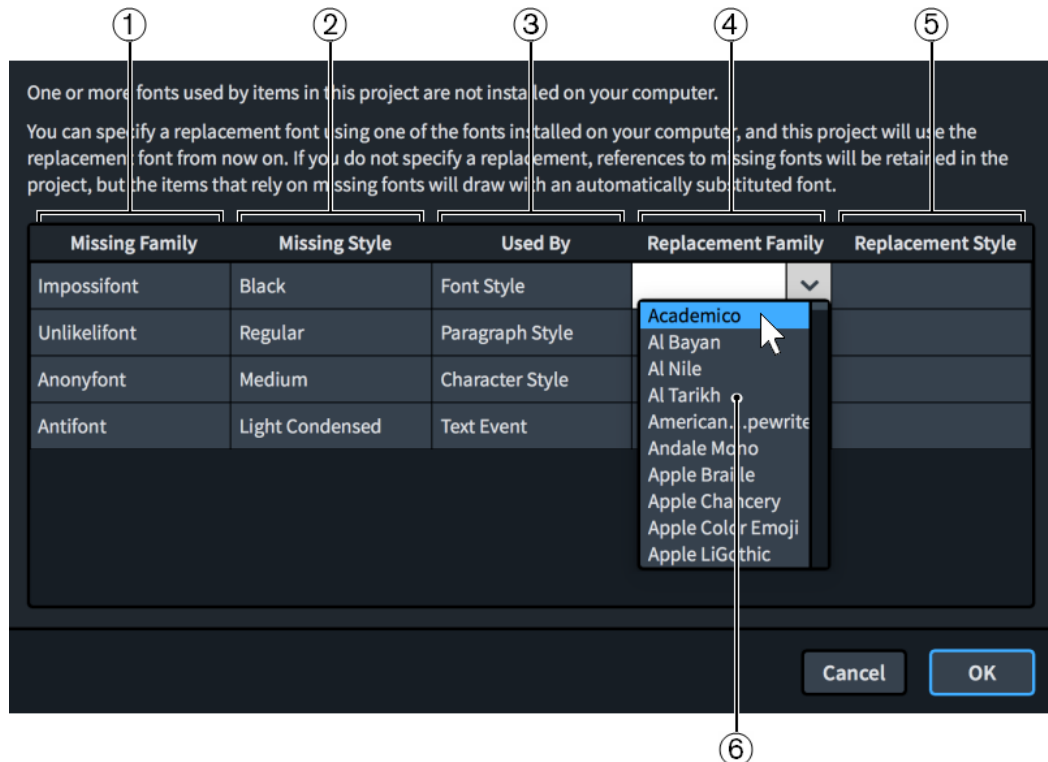 ① ② ③ ④ ⑤
One or more fonts used by items in this project are not installed on your computer.
You can specify a replacement font using one of the fonts installed on your computer, and this project will use the
replacement font from now on. If you do not specify a replacement, references to missing fonts will be retained in the
project, but the items that rely on missing fonts will draw with an automatically substituted font.
Missing Family Missing Style Used By Replacement Family Replacement Style
Impossifont Black Font Style
Unlikelifont Regular Paragraph Style
Anonyfont Medium Character Style
Antifont Light Condensed Text Event
Academico
Al Bayan
Al Nile
Al Tarikh
American...pewrite
Andale Mono
Apple Braille
Apple Chancery
Apple Color Emoji
Apple LiGothic
Cancel OK
⑥